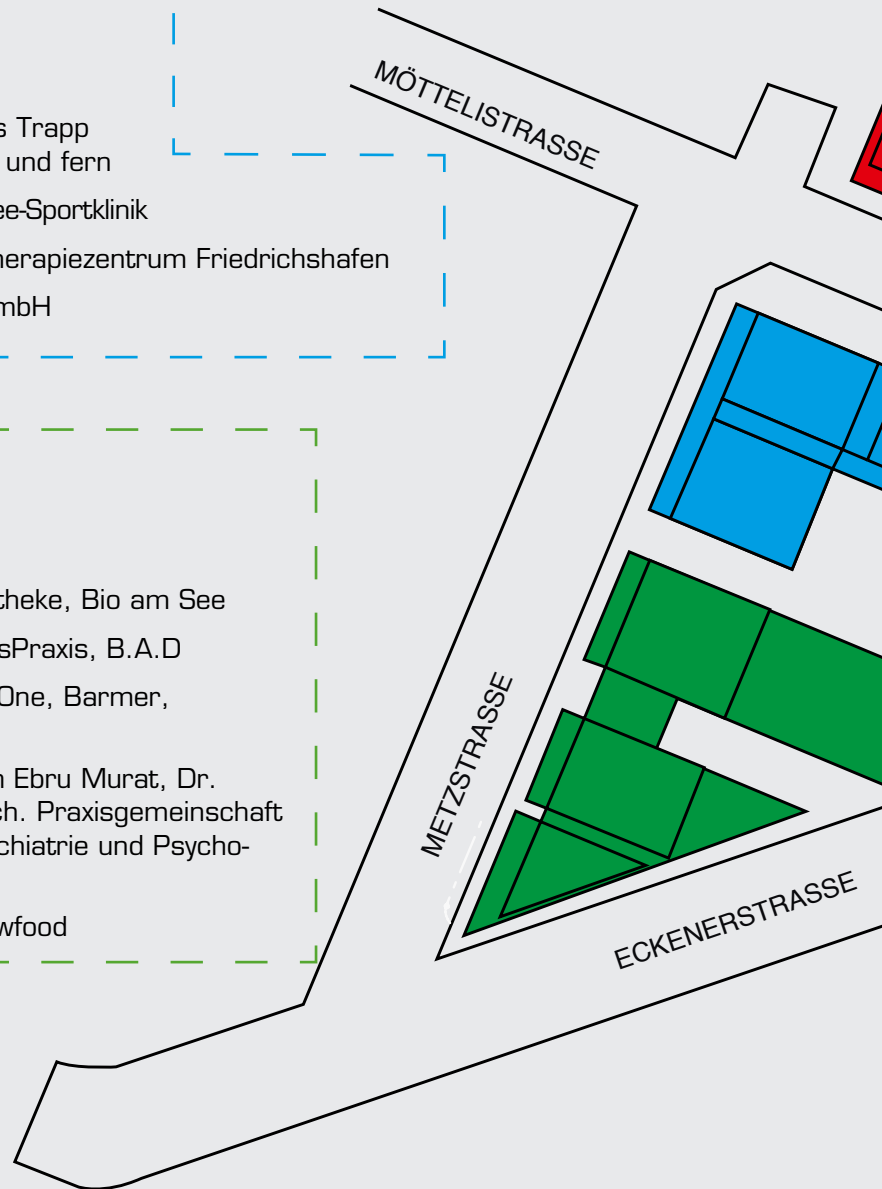 MÖTTELISTRASSE
s Trapp
und fern
ee-Sportklinik
herapiezentrum Friedrichshafen
mbH
theke, Bio am See
sPraxis, B.A.D
One, Barmer,
n Ebru Murat, Dr.
ch. Praxisgemeinschaft
chiatrie und Psycho-
wfood
METZSTRASSE
ECKENERSTRASSE